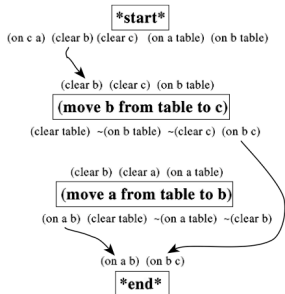 *start*
(on c a) (clear b) (clear c) (on a table) (on b table)
(clear b) (clear c) (on b table)
(move b from table to c)
(clear table) ~(on b table) ~(clear c) (on b c)
(clear b) (clear a) (on a table)
(move a from table to b)
(on a b) (clear table) ~(on a table) ~(clear b)
(on a b) (on b c)
*end*